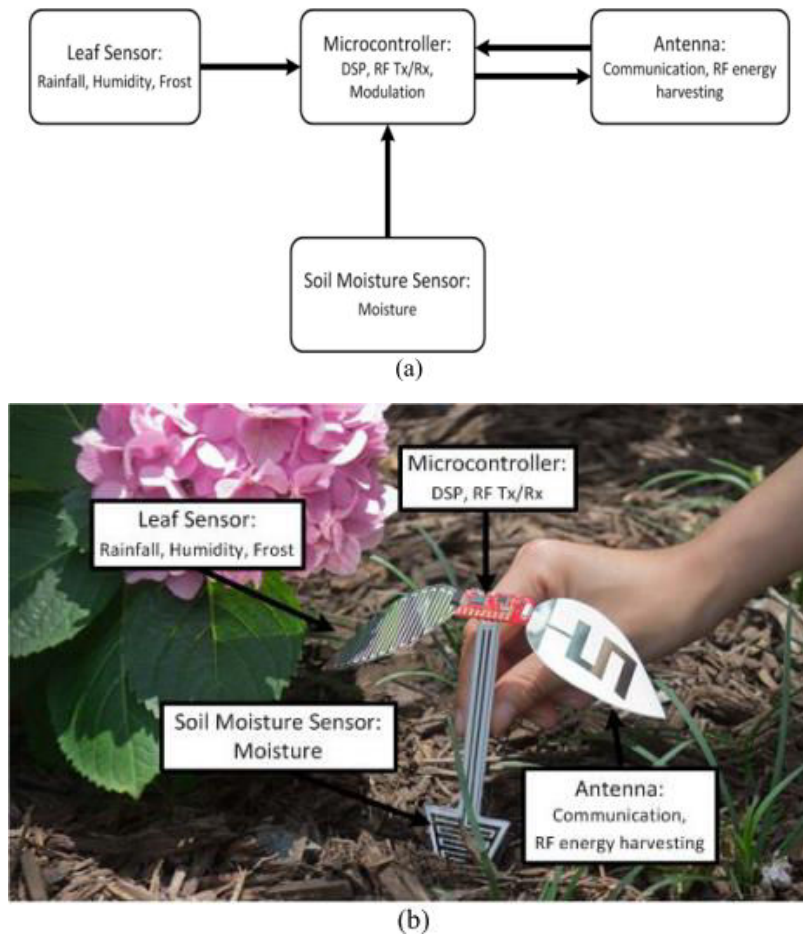 Leaf Sensor:
Rainfall, Humidity, Frost
Microcontroller:
DSP, RF Tx/Rx,
Modulation
Antenna:
Communication, RF energy
harvesting
Soil Moisture Sensor:
Moisture
(a)
Microcontroller:
DSP, RF Tx/Rx
Leaf Sensor:
Rainfall, Humidity, Frost
Soil Moisture Sensor:
Moisture
Antenna:
Communication,
RF energy harvesting
(b)